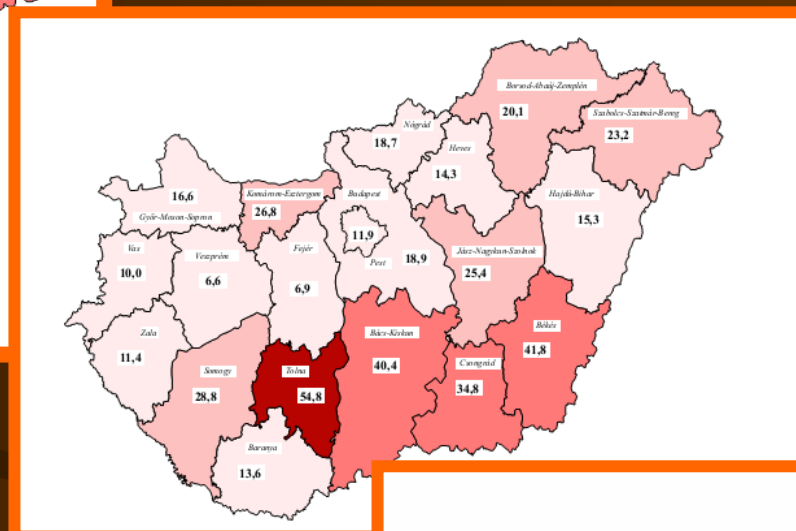 Borsod-Abaúj-Zemplén
20,1
Szabolcs-Szatmár-Bereg
23,2
Nógrád
18,7
Heves
14,3
Hajdú-Bihar
15,3
Győr-Moson-Sopron
16,6
Komárom-Esztergom
26,8
Budapest
11,9
Pest
18,9
Vas
10,0
Veszprém
6,6
Fejér
6,9
Jász-Nagykun-Szolnok
25,4
Zala
11,4
Somogy
28,8
Tolna
54,8
Bács-Kiskun
40,4
Csongrád
34,8
Békés
41,8
Baranya
13,6